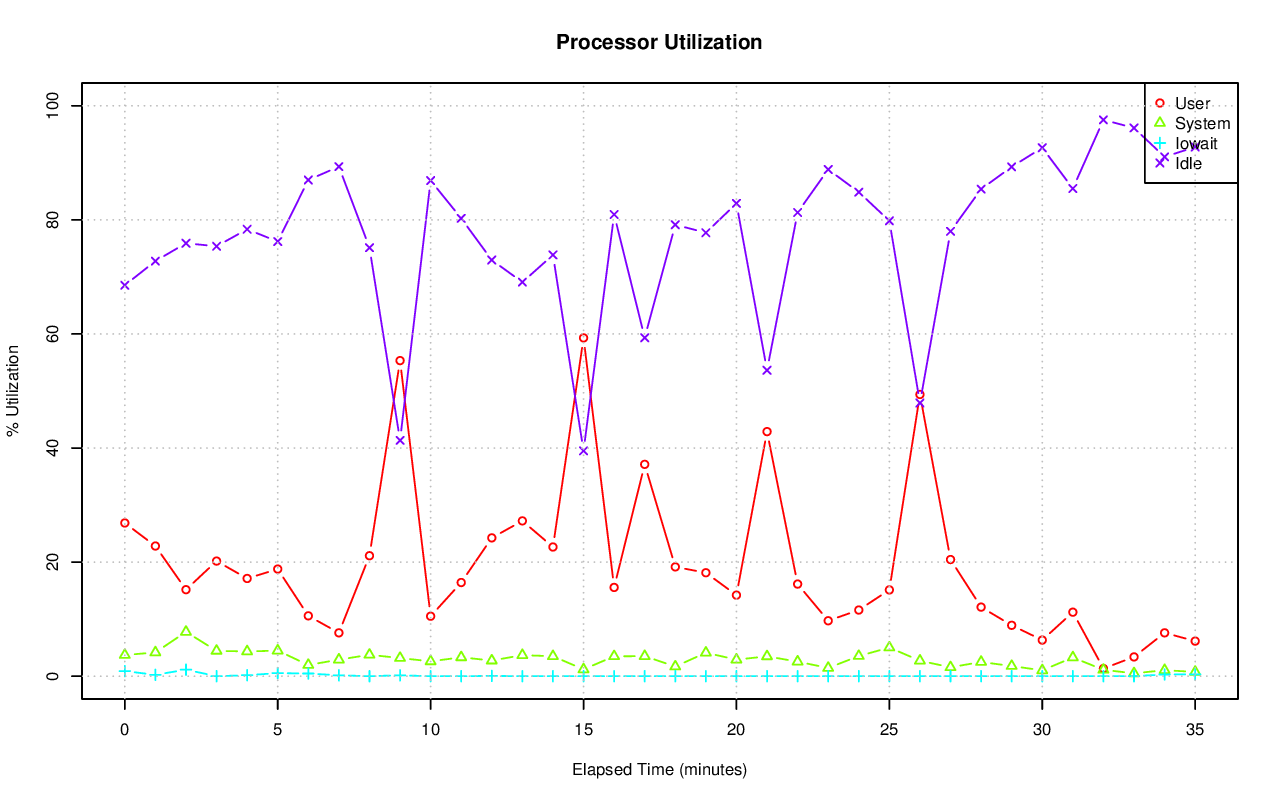 Processor Utilization
100
80
60
40
20
0
% Utilization
User
System
Iowait
Idle
0 5 10 15 20 25 30 35
Elapsed Time (minutes)